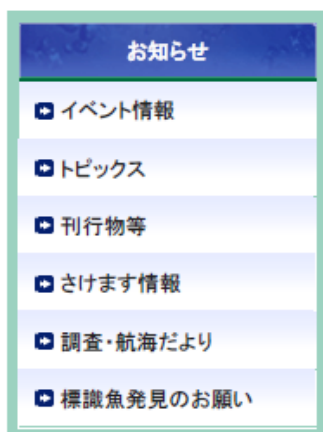 お知らせ
イベント情報
トピックス
刊行物等
さけます情報
調査・航海だより
標識魚発見のお願い